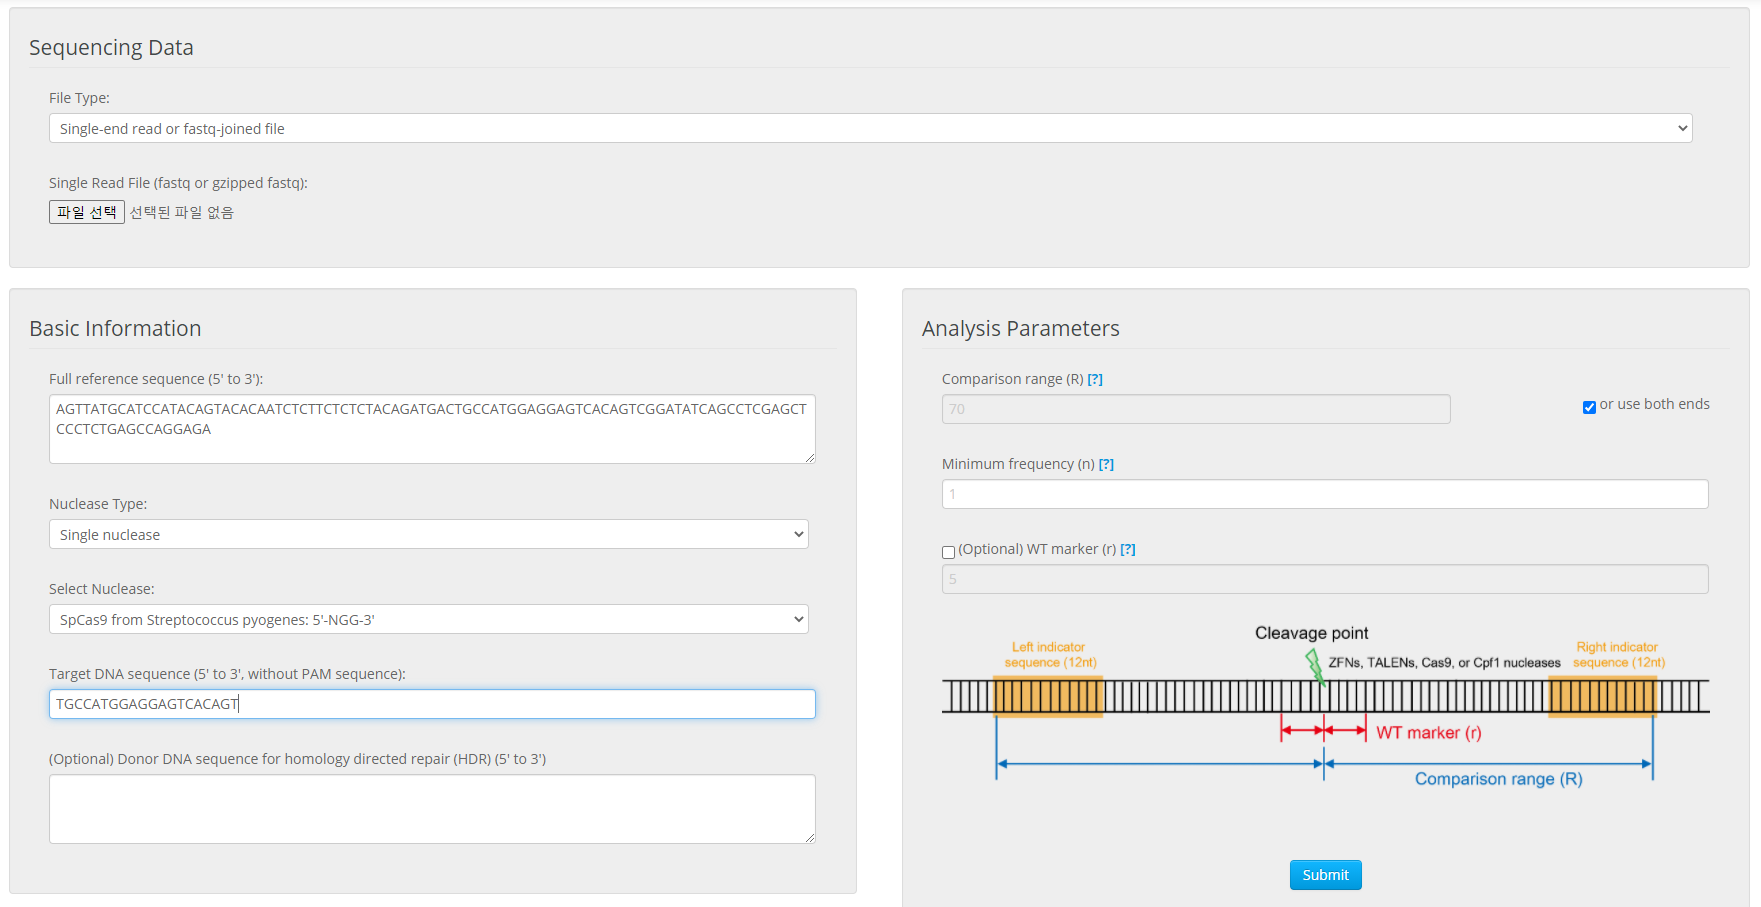 Sequencing Data
File Type:
Single-end read or fastq-joined file
Single Read File (fastq or gzipped fastq):
파일 선택 선택된 파일 없음
Basic Information
Full reference sequence (5' to 3'):
AGTTATGCATCCATACAGTACACAATCTCTTCTCTCTACAGATGACTGCCATGGAGGAGTCACAGTCGGATATCAGCCTCGAGCT
CCCTCTGAGCCAGGAGA
Nuclease Type:
Single nuclease
Select Nuclease:
SpCas9 from Streptococcus pyogenes: 5'-NGG-3'
Target DNA sequence (5' to 3', without PAM sequence):
TGCCATGGAGGAGTCACAGT
(Optional) Donor DNA sequence for homology directed repair (HDR) (5' to 3')
Analysis Parameters
Comparison range (R) [?]
70
or use both ends
Minimum frequency (n) [?]
1
(Optional) WT marker (r) [?]
5
Cleavage point
Left indicator
sequence (12nt)
ZFNs, TALENs, Cas9, or Cpf1 nucleases
Right indicator
sequence (12nt)
WT marker (r)
Comparison range (R)
Submit